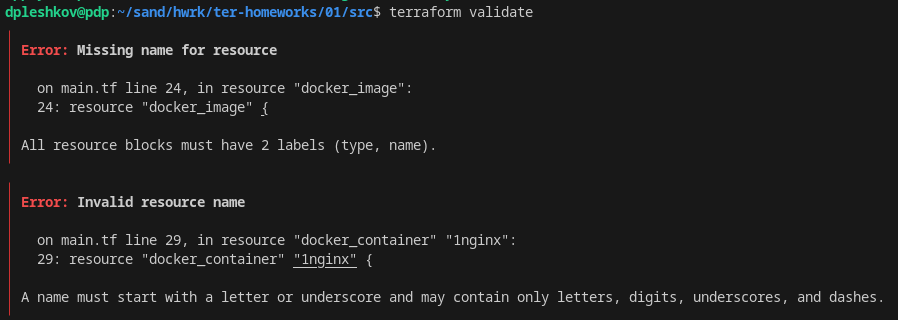 dpleshkov@pdp:~/sand/hwrk/ter-homeworks/01/src$ terraform validate
Error: Missing name for resource
on main.tf line 24, in resource "docker_image":
24: resource "docker_image" {
All resource blocks must have 2 labels (type, name).
Error: Invalid resource name
on main.tf line 29, in resource "docker_container" "1nginx":
29: resource "docker_container" "1nginx" {
A name must start with a letter or underscore and may contain only letters, digits, underscores, and dashes.